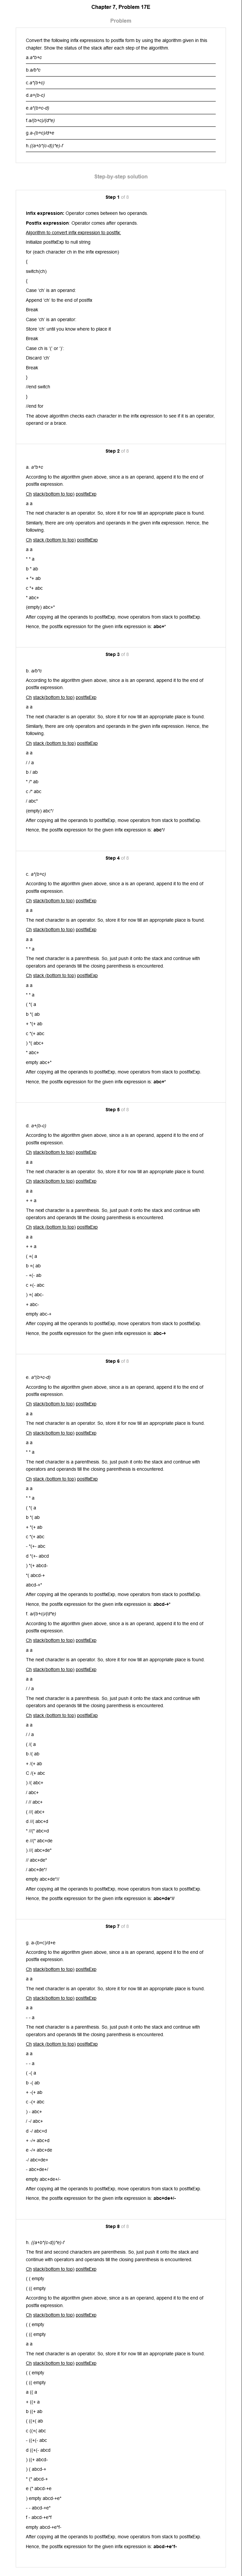 Chapter 7, Problem 17E
Problem
Convert the following infix expressions to postfix form by using the algorithm given in this
chapter. Show the status of the stack after each step of the algorithm.
a.a*b+c
b.a/b*c
c.a*(b+c)
d.a+(b-c)
e.a*(b+c-d)
f.a/(b+c)/(d*e)
g.a-(b+c)/d+e
h.((a+b*(c-d))*e)-f
Step-by-step solution
Step 1 of 8
Infix expression: Operator comes between two operands.
Postfix expression: Operator comes after operands.
Algorithm to convert infix expression to postfix:
Initialize postfixExp to null string
for (each character ch in the infix expression)
{
switch(ch)
{
Case ‘ch’ is an operand:
Append ‘ch’ to the end of postfix
Break
Case ‘ch’ is an operator:
Store ‘ch’ until you know where to place it
Break
Case ch is ‘(’ or ‘)’:
Discard ‘ch’
Break
}
//end switch
}
//end for
The above algorithm checks each character in the infix expression to see if it is an operator,
operand or a brace.
Step 2 of 8
a. a*b+c
According to the algorithm given above, since a is an operand, append it to the end of
postfix expression.
Ch stack(bottom to top) postfixExp
a a
The next character is an operator. So, store it for now till an appropriate place is found.
Similarly, there are only operators and operands in the given infix expression. Hence, the
following.
Ch stack (bottom to top) postfixExp
a a
* * a
b * ab
+ *+ ab
c *+ abc
* abc+
(empty) abc+*
After copying all the operands to postfixExp, move operators from stack to postfixExp.
Hence, the postfix expression for the given infix expression is: abc+*
Step 3 of 8
b. a/b*c
According to the algorithm given above, since a is an operand, append it to the end of
postfix expression.
Ch stack(bottom to top) postfixExp
a a
The next character is an operator. So, store it for now till an appropriate place is found.
Similarly, there are only operators and operands in the given infix expression. Hence, the
following.
Ch stack(bottom to top) postfixExp
a a
/ / a
b / ab
* /* ab
c /* abc
/ abc*
(empty) abc*/
After copying all the operands to postfixExp, move operators from stack to postfixExp.
Hence, the postfix expression for the given infix expression is: abc*/
Step 4 of 8
c. a*(b+c)
According to the algorithm given above, since a is an operand, append it to the end of
postfix expression.
Ch stack(bottom to top) postfixExp
a a
The next character is an operator. So, store it for now till an appropriate place is found.
Ch stack(bottom to top) postfixExp
a a
* * a
The next character is a parenthesis. So, just push it onto the stack and continue with
operators and operands till the closing parenthesis is encountered.
Ch stack (bottom to top) postfixExp
a a
* * a
( *( a
b *( ab
+ *(+ ab
c *(+ abc
) *( abc+
* abc+
empty abc+*
After copying all the operands to postfixExp, move operators from stack to postfixExp.
Hence, the postfix expression for the given infix expression is: abc+*
Step 5 of 8
d. a+(b-c)
According to the algorithm given above, since a is an operand, append it to the end of
postfix expression.
Ch stack(bottom to top) postfixExp
a a
The next character is an operator. So, store it for now till an appropriate place is found.
Ch stack(bottom to top) postfixExp
a a
+ + a
The next character is a parenthesis. So, just push it onto the stack and continue with
operators and operands till the closing parenthesis is encountered.
Ch stack (bottom to top) postfixExp
a a
+ + a
( +( a
b +( ab
- +(- ab
c +(- abc
) +( abc-
+ abc-
empty abc-+
After copying all the operands to postfixExp, move operators from stack to postfixExp.
Hence, the postfix expression for the given infix expression is: abc-+
Step 6 of 8
e. a*(b+c-d)
According to the algorithm given above, since a is an operand, append it to the end of
postfix expression.
Ch stack(bottom to top) postfixExp
a a
The next character is an operator. So, store it for now till an appropriate place is found.
Ch stack(bottom to top) postfixExp
a a
* * a
The next character is a parenthesis. So, just push it onto the stack and continue with
operators and operands till the closing parenthesis is encountered.
Ch stack (bottom to top) postfixExp
a a
* * a
( *( a
b *( ab
+ *(+ ab
c *(+ abc
- *(+- abc
d *(+- abcd
) *(+ abcd-
*( abcd-+
abcd-+*
After copying all the operands to postfixExp, move operators from stack to postfixExp.
Hence, the postfix expression for the given infix expression is: abcd-+*
f. a/(b+c)/(d*e)
According to the algorithm given above, since a is an operand, append it to the end of
postfix expression.
Ch stack(bottom to top) postfixExp
a a
The next character is an operator. So, store it for now till an appropriate place is found.
Ch stack(bottom to top) postfixExp
a a
/ / a
The next character is a parenthesis. So, just push it onto the stack and continue with
operators and operands till the closing parenthesis is encountered.
Ch stack (bottom to top) postfixExp
a a
/ / a
( /( a
b /( ab
+ /(+ ab
C /(+ abc
) /( abc+
/ abc+
/ // abc+
( //( abc+
d //( abc+d
* //(* abc+d
e //(* abc+de
) //( abc+de*
// abc+de*
/ abc+de*/
empty abc+de*//
After copying all the operands to postfixExp, move operators from stack to postfixExp.
Hence, the postfix expression for the given infix expression is: abc+de*//
Step 7 of 8
g. a-(b+c)/d+e
According to the algorithm given above, since a is an operand, append it to the end of
postfix expression.
Ch stack(bottom to top) postfixExp
a a
The next character is an operator. So, store it for now till an appropriate place is found.
Ch stack(bottom to top) postfixExp
a a
- - a
The next character is a parenthesis. So, just push it onto the stack and continue with
operators and operands till the closing parenthesis is encountered.
Ch stack (bottom to top) postfixExp
a a
- - a
( -( a
b -( ab
+ -(+ ab
c -(+ abc
) - abc+
/ -/ abc+
d -/ abc+d
+ -/+ abc+d
e -/+ abc+de
-/ abc+de+
- abc+de+/
empty abc+de+/-
After copying all the operands to postfixExp, move operators from stack to postfixExp.
Hence, the postfix expression for the given infix expression is: abc+de+/-
Step 8 of 8
h. ((a+b*(c-d))*e)-f
The first and second characters are parenthesis. So, just push it onto the stack and
continue with operators and operands till the closing parenthesis is encountered.
Ch stack(bottom to top) postfixExp
( ( empty
( (( empty
According to the algorithm given above, since a is an operand, append it to the end of
postfix expression.
Ch stack(bottom to top) postfixExp
( ( empty
( (( empty
a a
The next character is an operator. So, store it for now till an appropriate place is found.
Ch stack(bottom to top) postfixExp
( ( empty
( (( empty
a (( a
+ ((+ a
b ((+ ab
( ((+( ab
c ((+( abc
- ((+(- abc
d ((+(- abcd
) ((+ abcd-
) ( abcd-+
* (* abcd-+
e (* abcd-+e
) empty abcd-+e*
- - abcd-+e*
f - abcd-+e*f
empty abcd-+e*f-
After copying all the operands to postfixExp, move operators from stack to postfixExp.
Hence, the postfix expression for the given infix expression is: abcd-+e*f-